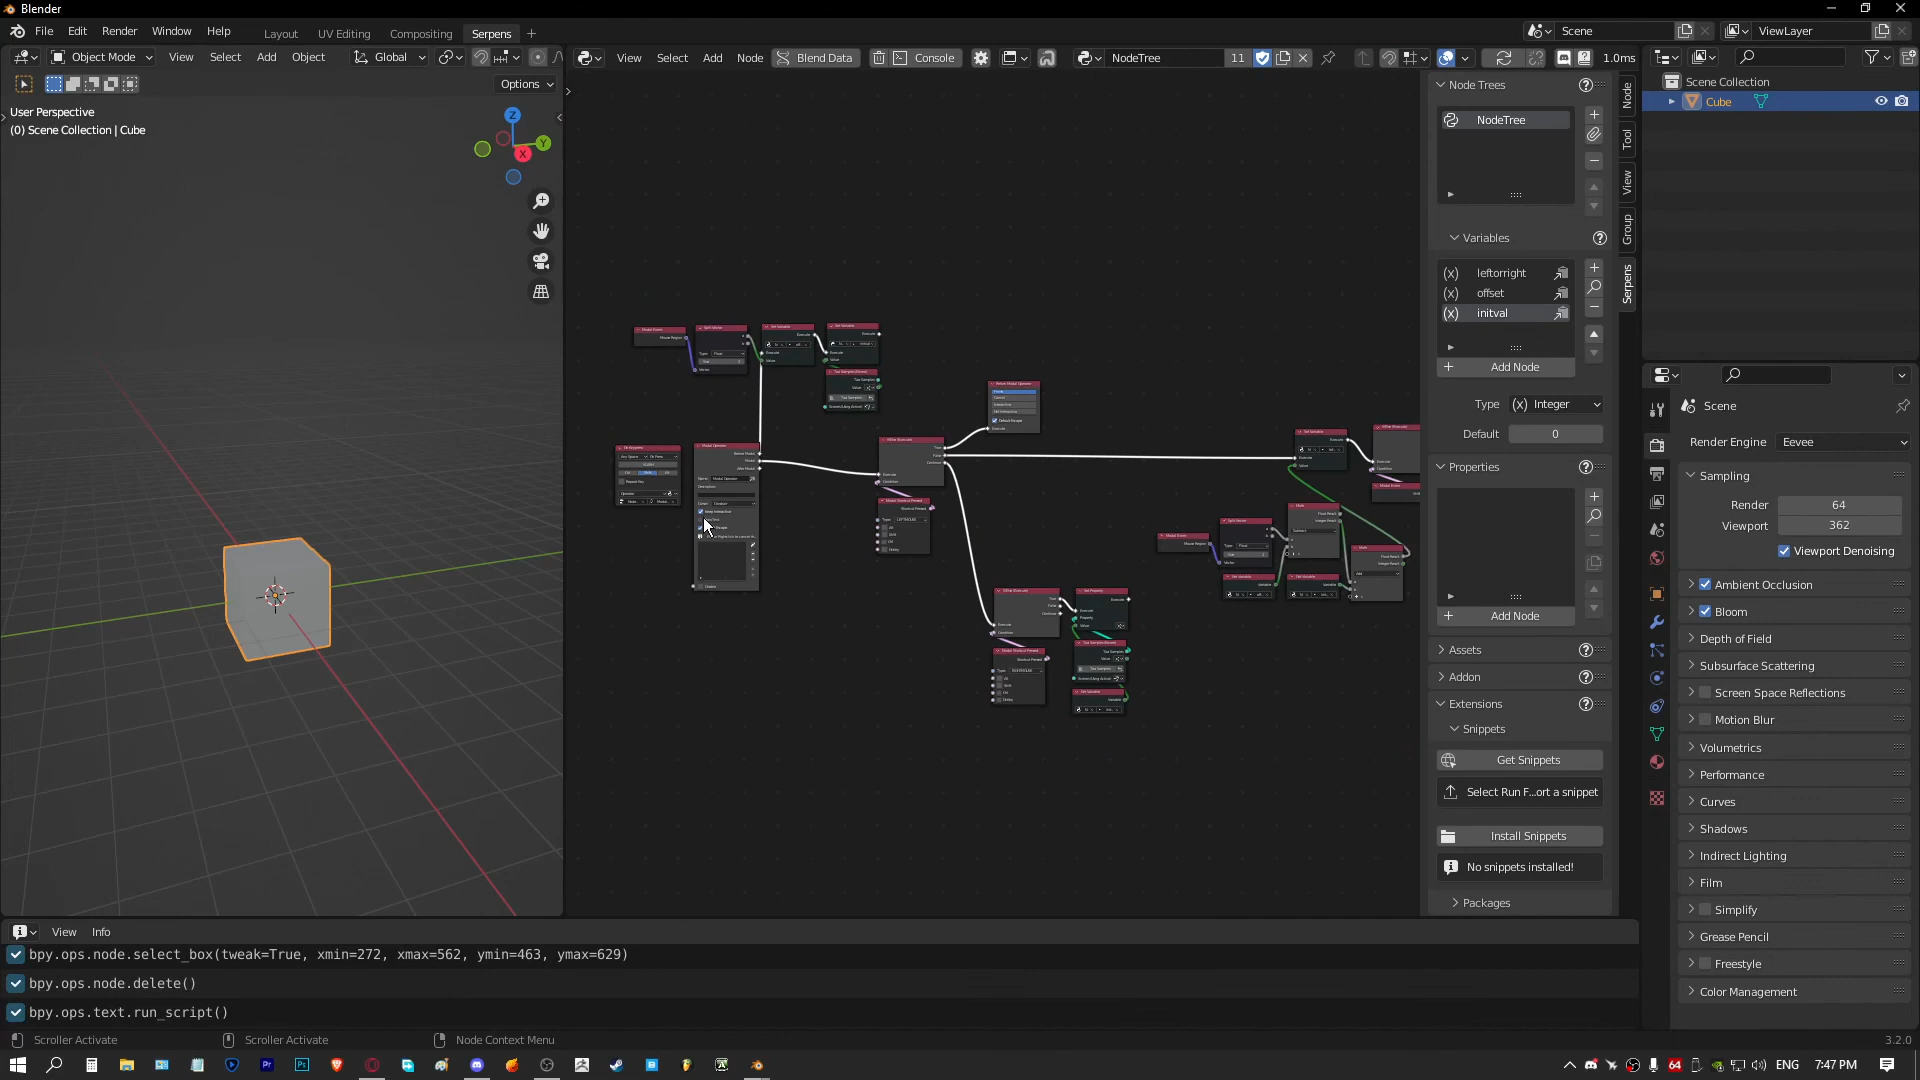 Blender
File Edit Render Window Help Layout UV Editing Compositing Serpens Scene ViewLayer
Object Mode View Select Add Object Global View Select Add Node Blend Data Console NodeTree 11 1.0ms
Options
User Perspective
(0) Scene Collection | Cube
Z
Y
X
Node Trees
NodeTree
Variables
(x) leftorright
(x) offset
(x) initval
Add Node
Type (x) Integer
Default 0
Properties
Add Node
Assets
Addon
Extensions
Snippets
Get Snippets
Select Run F...ort a snippet
Install Snippets
No snippets installed!
Packages
Node
Tool
View
Group
Serpens
Scene Collection
Cube
Scene
Render Engine Eevee
Sampling
Render 64
Viewport 362
Viewport Denoising
Ambient Occlusion
Bloom
Depth of Field
Subsurface Scattering
Screen Space Reflections
Motion Blur
Volumetrics
Performance
Curves
Shadows
Indirect Lighting
Film
Simplify
Grease Pencil
Freestyle
Color Management
View Info
bpy.ops.node.select_box(tweak=True, xmin=272, xmax=562, ymin=463, ymax=629)
bpy.ops.node.delete()
bpy.ops.text.run_script()
Scroller Activate Scroller Activate Node Context Menu 3.2.0
ENG 7:47 PM